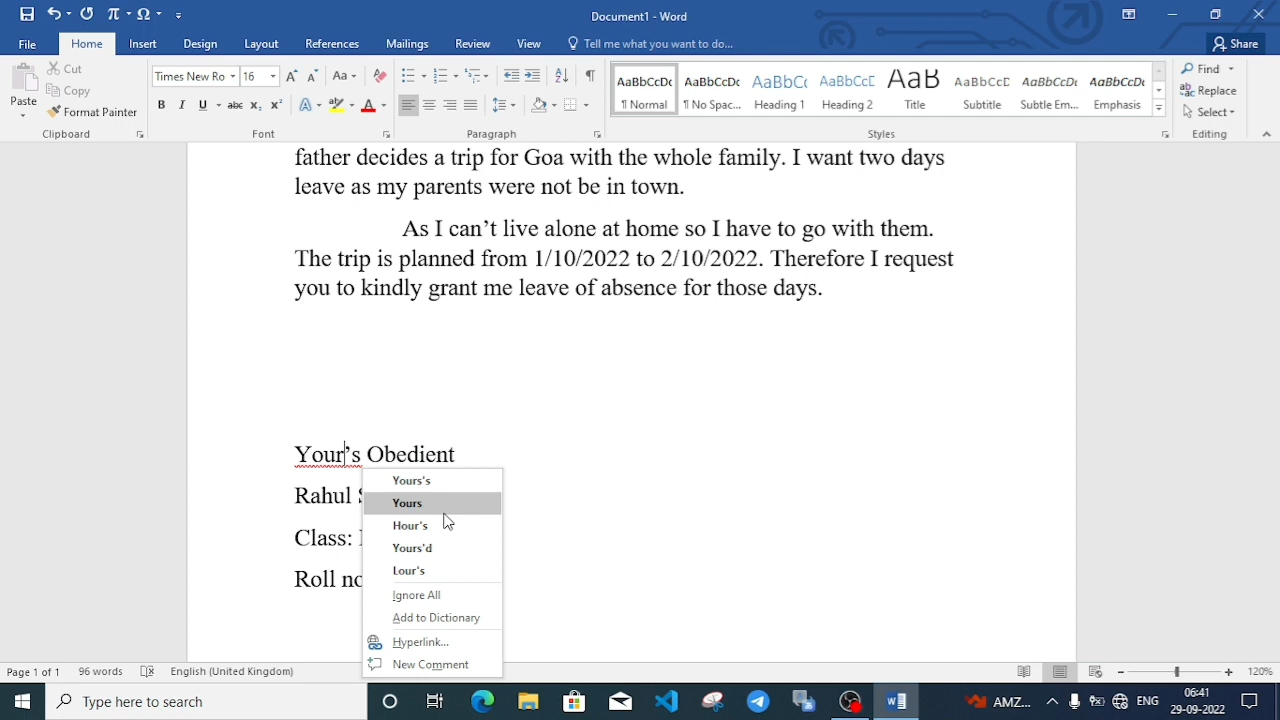 Document1 - Word
File Home Insert Design Layout References Mailings Review View Tell me what you want to do... Share
Paste Cut Times New Ro 16 Aa AaBbCcDc AaBbCcDc AaBbCc AaBbCcC AaB AaBbCcDc AaBbCcDc AaBbCcDc Find
Copy B I U abc x₂ x² A ab A ¶ Normal ¶ No Spac... Heading 1 Heading 2 Title Subtitle Subtle Em... Emphasis Replace
Format Painter Select
Clipboard Font Paragraph Styles Editing
father decides a trip for Goa with the whole family. I want two days
leave as my parents were not be in town.
As I can’t live alone at home so I have to go with them.
The trip is planned from 1/10/2022 to 2/10/2022. Therefore I request
you to kindly grant me leave of absence for those days.
Your’s Obedient
Rahul
Class:
Roll no
Yours's
Yours
Hour's
Yours'd
Lour's
Ignore All
Add to Dictionary
Hyperlink...
New Comment
Page 1 of 1 96 words English (United Kingdom) 120%
Type here to search AMZ... ENG 06:41
29-09-2022